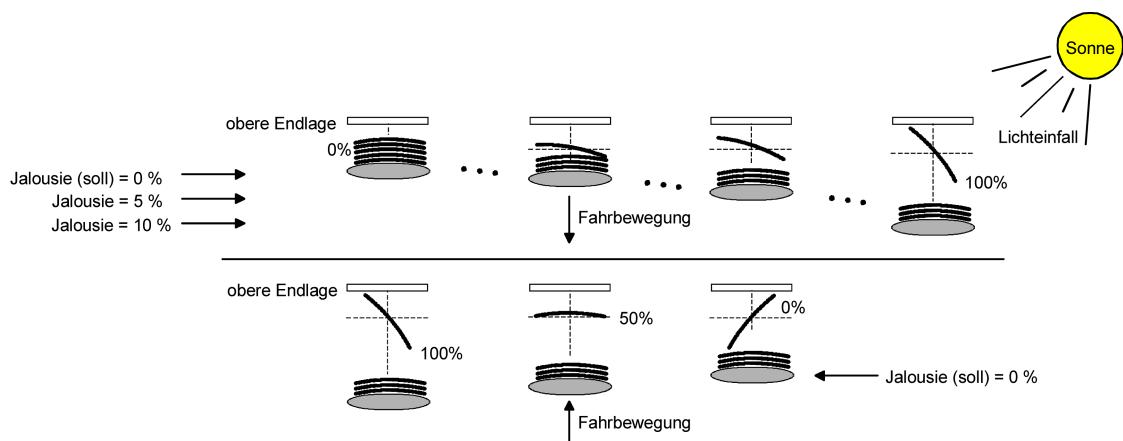 Sonne
obere Endlage
Lichteinfall
0%
100%
Jalousie (soll) = 0 %
Jalousie = 5 %
Jalousie = 10 %
Fahrbewegung
obere Endlage
0%
50%
100%
Jalousie (soll) = 0 %
Fahrbewegung